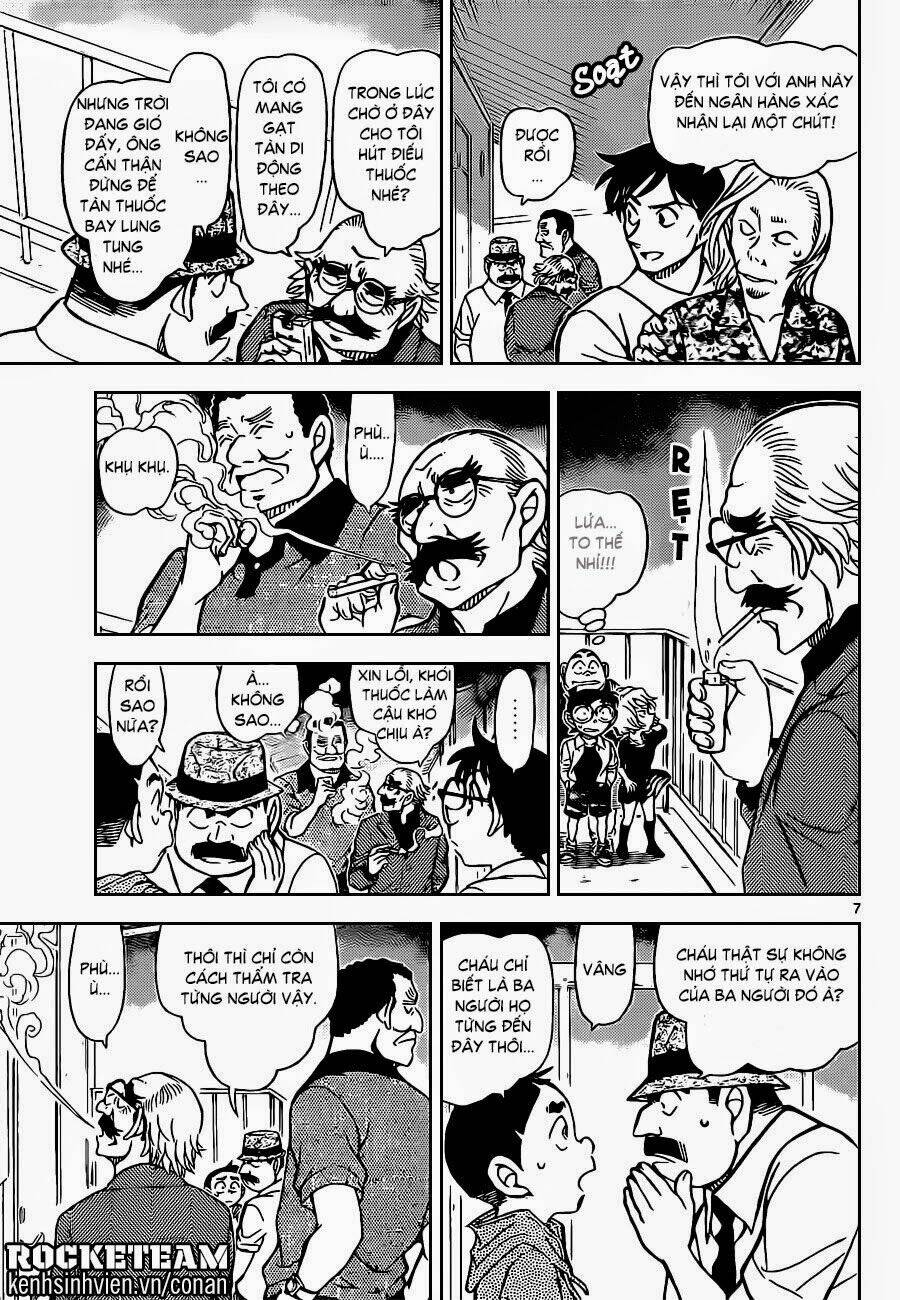 VẬY THÌ TÔI VỚI ANH NÀY
ĐẾN NGÂN HÀNG XÁC
NHẬN LẠI MỘT CHÚT!
Soạt
ĐƯỢC
RỒI
...
TRONG LÚC
CHỜ Ở ĐÂY
CHO TÔI
HÚT ĐIẾU
THUỐC
NHÉ?
TÔI CÓ
MANG
GẠT
TÀN DI
ĐỘNG
THEO
ĐÂY...
KHÔNG
SAO
...
NHƯNG TRỜI
ĐANG GIÓ
ĐẤY, ÔNG
CẨN THẬN
ĐỪNG ĐỂ
TÀN THUỐC
BAY LUNG
TUNG
NHÉ...
RẸT
LỬA...
TO THẾ
NHỈ!!!
PHÙ..
Ù...
KHỤ KHỤ.
......
XIN LỖI, KHÓI
THUỐC LÀM
CẬU KHÓ
CHỊU À?
À...
KHÔNG
SAO...
RỒI
SAO
NỮA?
7
CHÁU THẬT SỰ KHÔNG
NHỚ THỨ TỰ RA VÀO
CỦA BA NGƯỜI ĐÓ À?
VÂNG
CHÁU CHỈ
BIẾT LÀ BA
NGƯỜI HỌ
TỪNG ĐẾN
ĐÂY THÔI...
THÔI THÌ CHỈ CÒN
CÁCH THẨM TRA
TỪNG NGƯỜI VẬY.
PHÙ...
Ù...
ROCKETEAM
kenhsinhvien.vn/conan